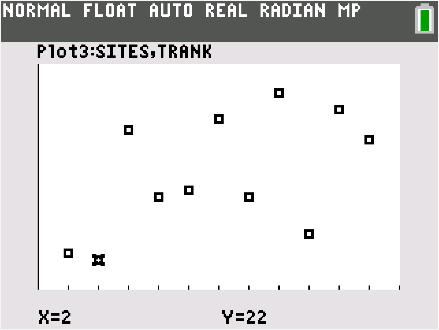 NORMAL FLOAT AUTO REAL RADIAN MP
Plot3:SITES,TRANK
X=2 Y=22